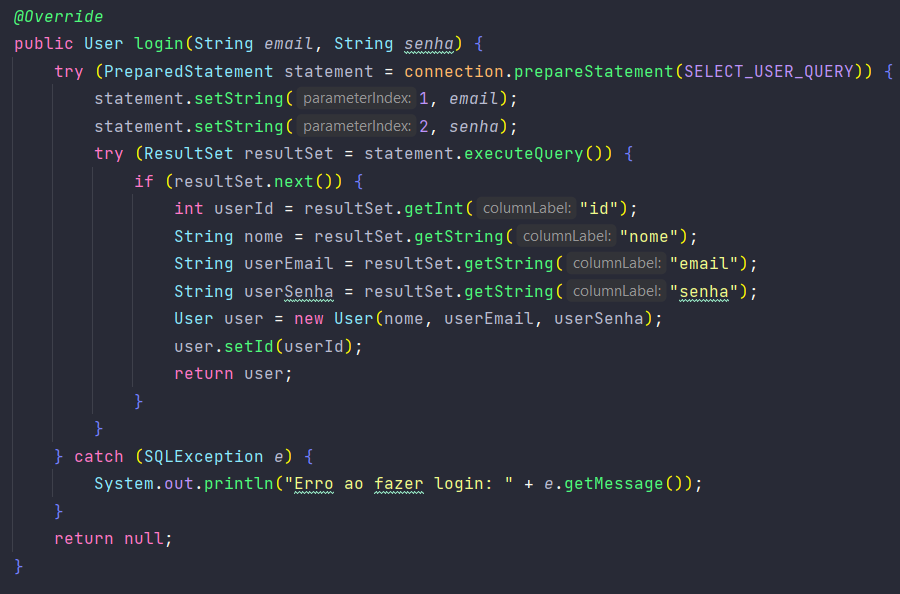 @Override
public User login(String email, String senha) {
try (PreparedStatement statement = connection.prepareStatement(SELECT_USER_QUERY)) {
statement.setString( parameterIndex: 1, email);
statement.setString( parameterIndex: 2, senha);
try (ResultSet resultSet = statement.executeQuery()) {
if (resultSet.next()) {
int userId = resultSet.getInt( columnLabel: "id");
String nome = resultSet.getString( columnLabel: "nome");
String userEmail = resultSet.getString( columnLabel: "email");
String userSenha = resultSet.getString( columnLabel: "senha");
User user = new User(nome, userEmail, userSenha);
user.setId(userId);
return user;
}
}
} catch (SQLException e) {
System.out.println("Erro ao fazer login: " + e.getMessage());
}
return null;
}